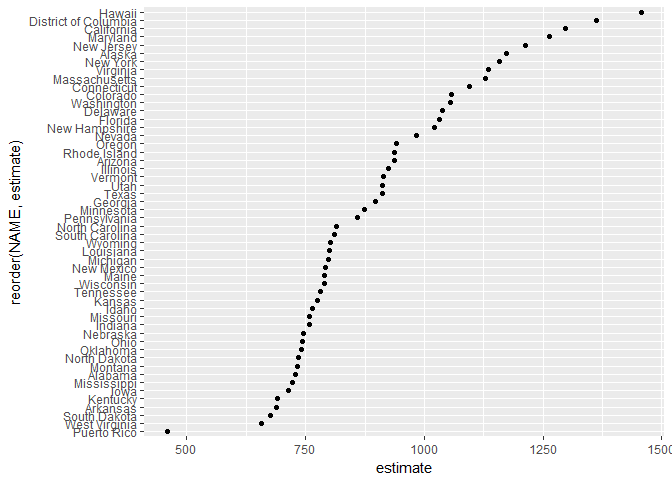 Hawaii
District of Columbia
California
Maryland
New Jersey
Alaska
New York
Virginia
Massachusetts
Connecticut
Colorado
Washington
Delaware
Florida
New Hampshire
Nevada
Oregon
Rhode Island
Arizona
Illinois
Vermont
Utah
Texas
Georgia
Minnesota
Pennsylvania
North Carolina
South Carolina
Wyoming
Louisiana
Michigan
New Mexico
Maine
Wisconsin
Tennessee
Kansas
Idaho
Missouri
Indiana
Nebraska
Ohio
Oklahoma
North Dakota
Montana
Alabama
Mississippi
Iowa
Kentucky
Arkansas
South Dakota
West Virginia
Puerto Rico
reorder(NAME, estimate)
500 750 1000 1250 1500
estimate